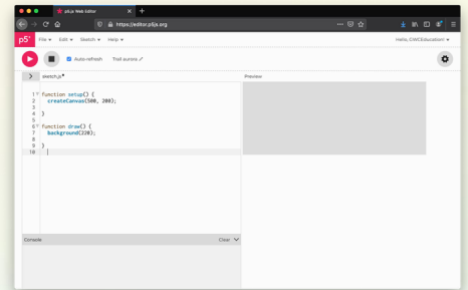 p5.js Web Editor
https://editor.p5js.org
p5*
File
Edit
Sketch
Help
Hello, GWCEducation!
Auto-refresh
Trail aurora
sketch.js
Preview
1 function setup() {
2 createCanvas(500, 200);
3
4 }
5
6 function draw() {
7 background(220);
8
9 }
10
Console
Clear